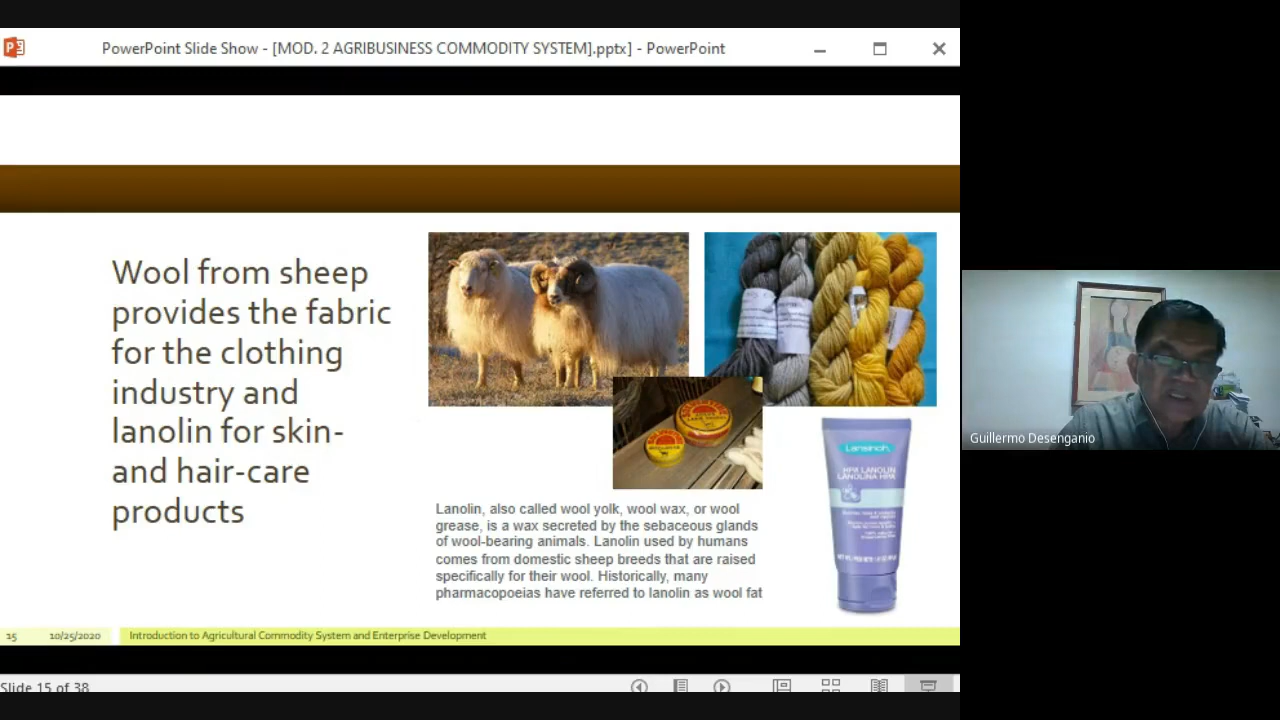 PowerPoint Slide Show - [MOD. 2 AGRIBUSINESS COMMODITY SYSTEM].pptx] - PowerPoint
Wool from sheep
provides the fabric
for the clothing
industry and
lanolin for skin-
and hair-care
products
Lansinoh
HPA LANOLIN
LANOLINA HPA
Lanolin, also called wool yolk, wool wax, or wool
grease, is a wax secreted by the sebaceous glands
of wool-bearing animals. Lanolin used by humans
comes from domestic sheep breeds that are raised
specifically for their wool. Historically, many
pharmacopoeias have referred to lanolin as wool fat
15 10/25/2020 Introduction to Agricultural Commodity System and Enterprise Development
Slide 15 of 38
Guillermo Desenganio